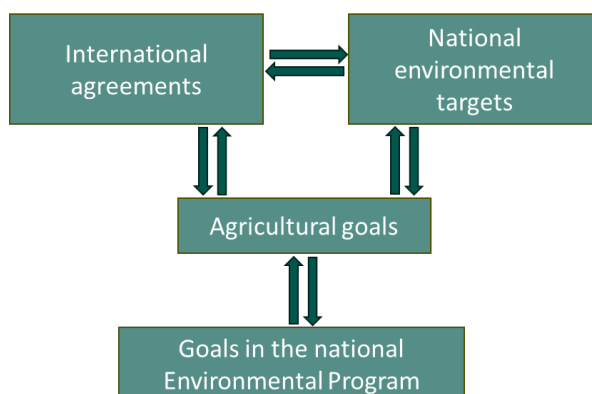 International
agreements
National
environmental
targets
Agricultural goals
Goals in the national
Environmental Program